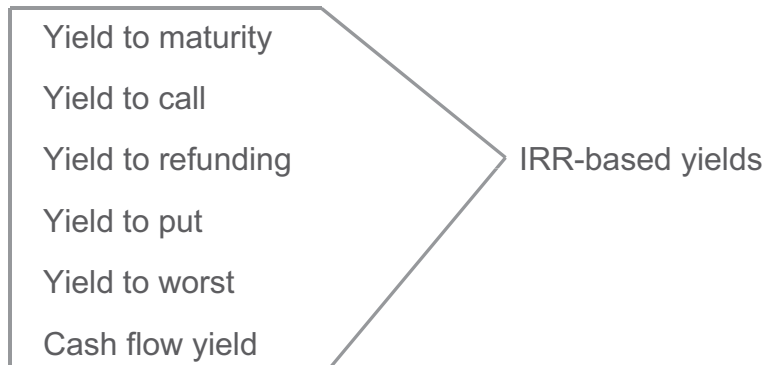 Yield to maturity
Yield to call
Yield to refunding
IRR-based yields
Yield to put
Yield to worst
Cash flow yield